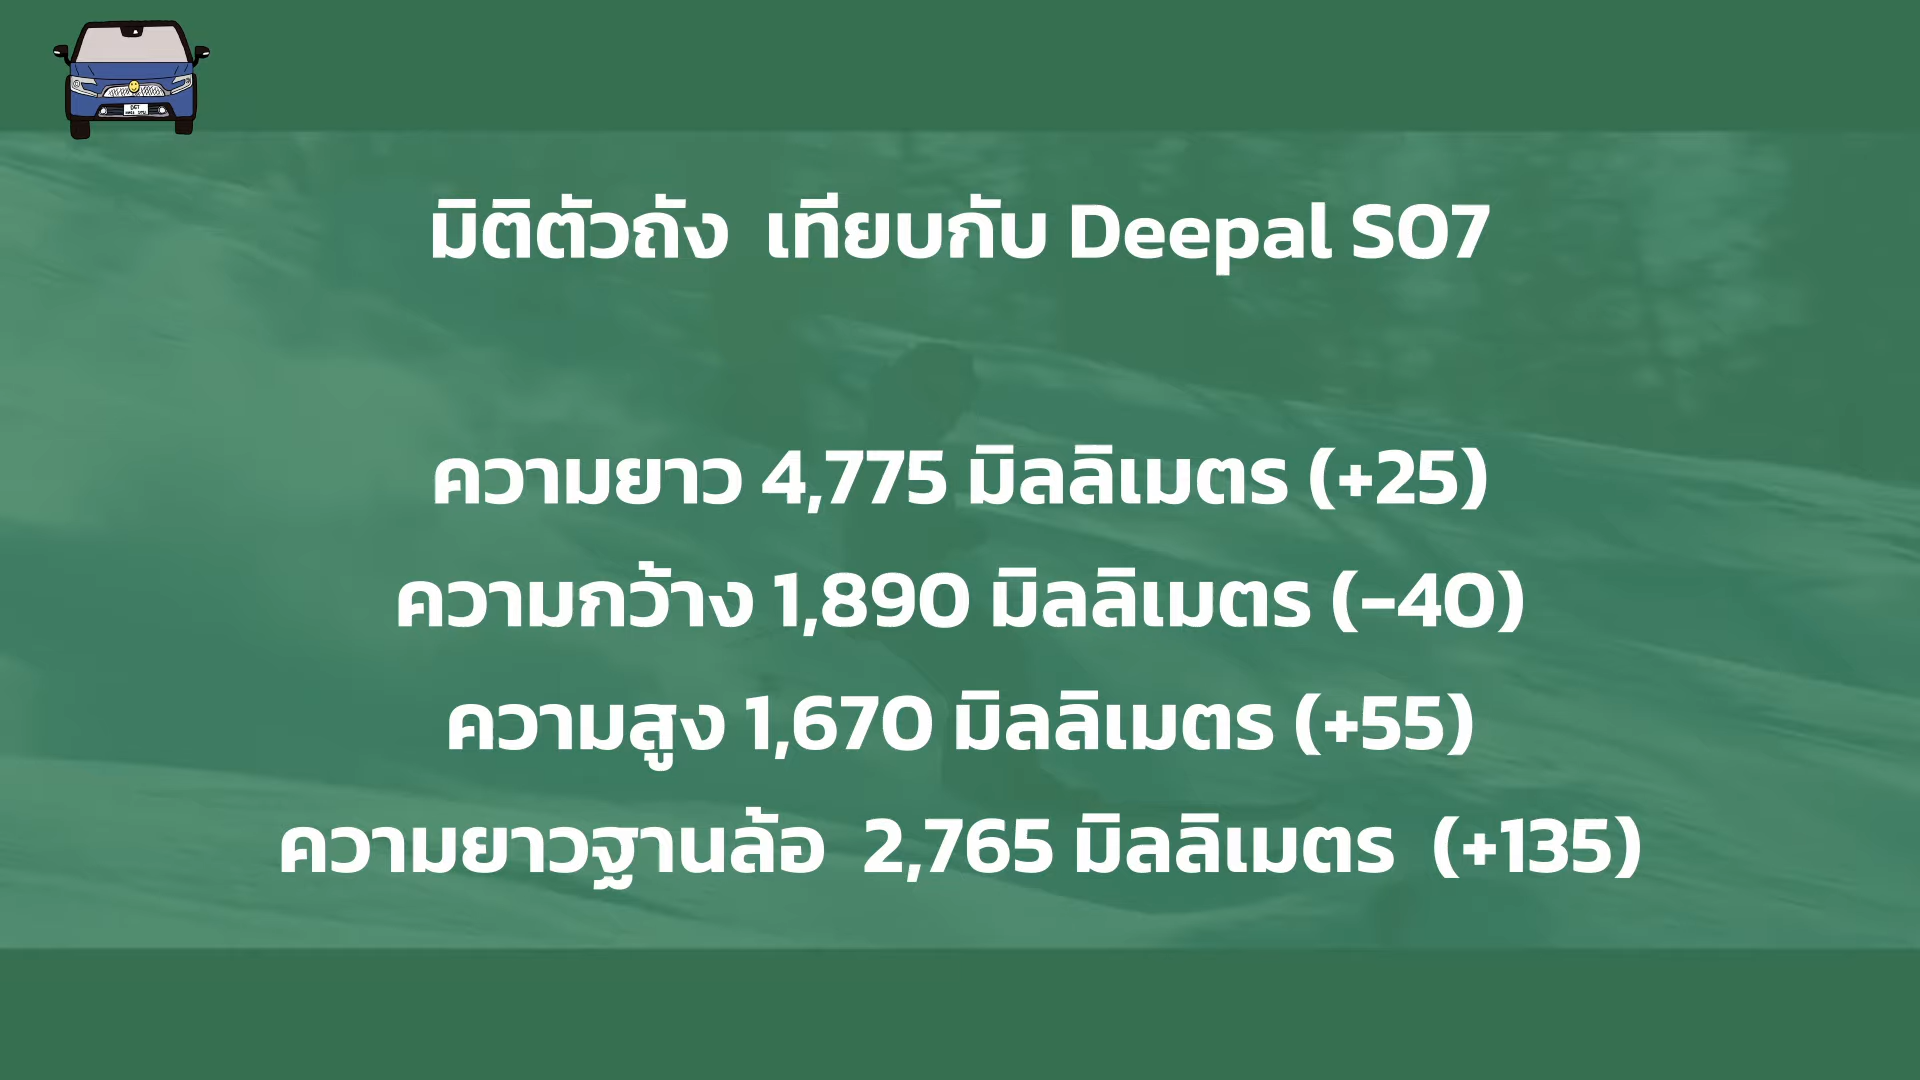 มิติตัวถัง เทียบกับ Deepal S07
ความยาว 4,775 มิลลิเมตร (+25)
ความกว้าง 1,890 มิลลิเมตร (-40)
ความสูง 1,670 มิลลิเมตร (+55)
ความยาวฐานล้อ 2,765 มิลลิเมตร (+135)